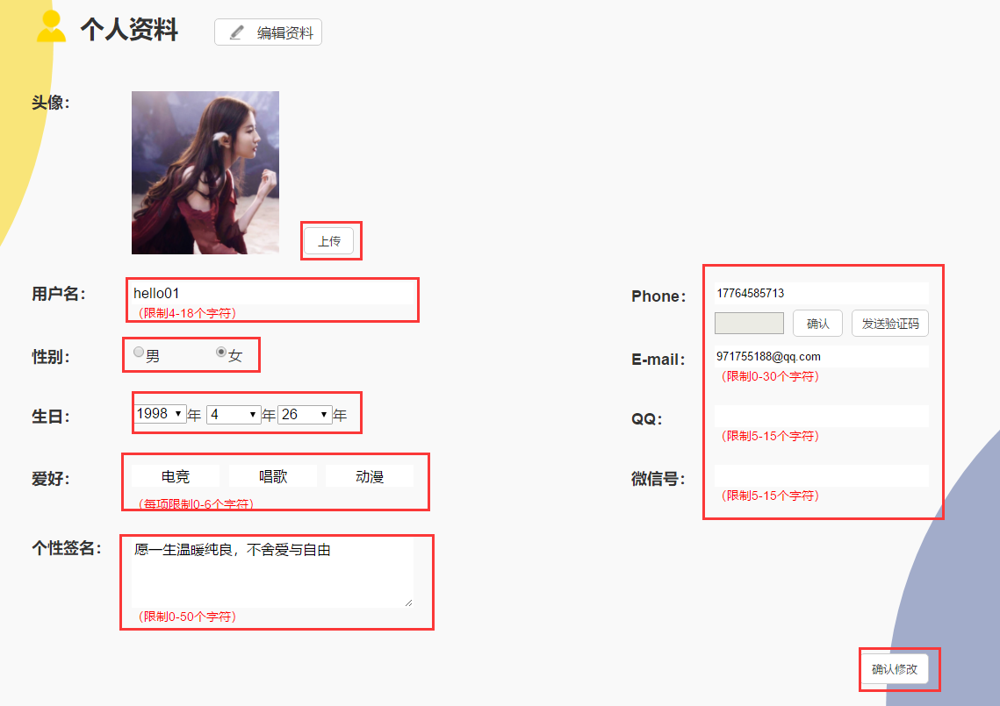 个人资料
编辑资料
头像：
上传
用户名：
hello01
（限制4-18个字符）
性别：
男 女
生日：
1998 年 4 年 26 年
爱好：
电竞 唱歌 动漫
（每项限制0-6个字符）
个性签名：
愿一生温暖纯良，不舍爱与自由
（限制0-50个字符）
Phone：
17764585713
确认 发送验证码
E-mail：
971755188@qq.com
（限制0-30个字符）
QQ：
（限制5-15个字符）
微信号：
（限制5-15个字符）
确认修改